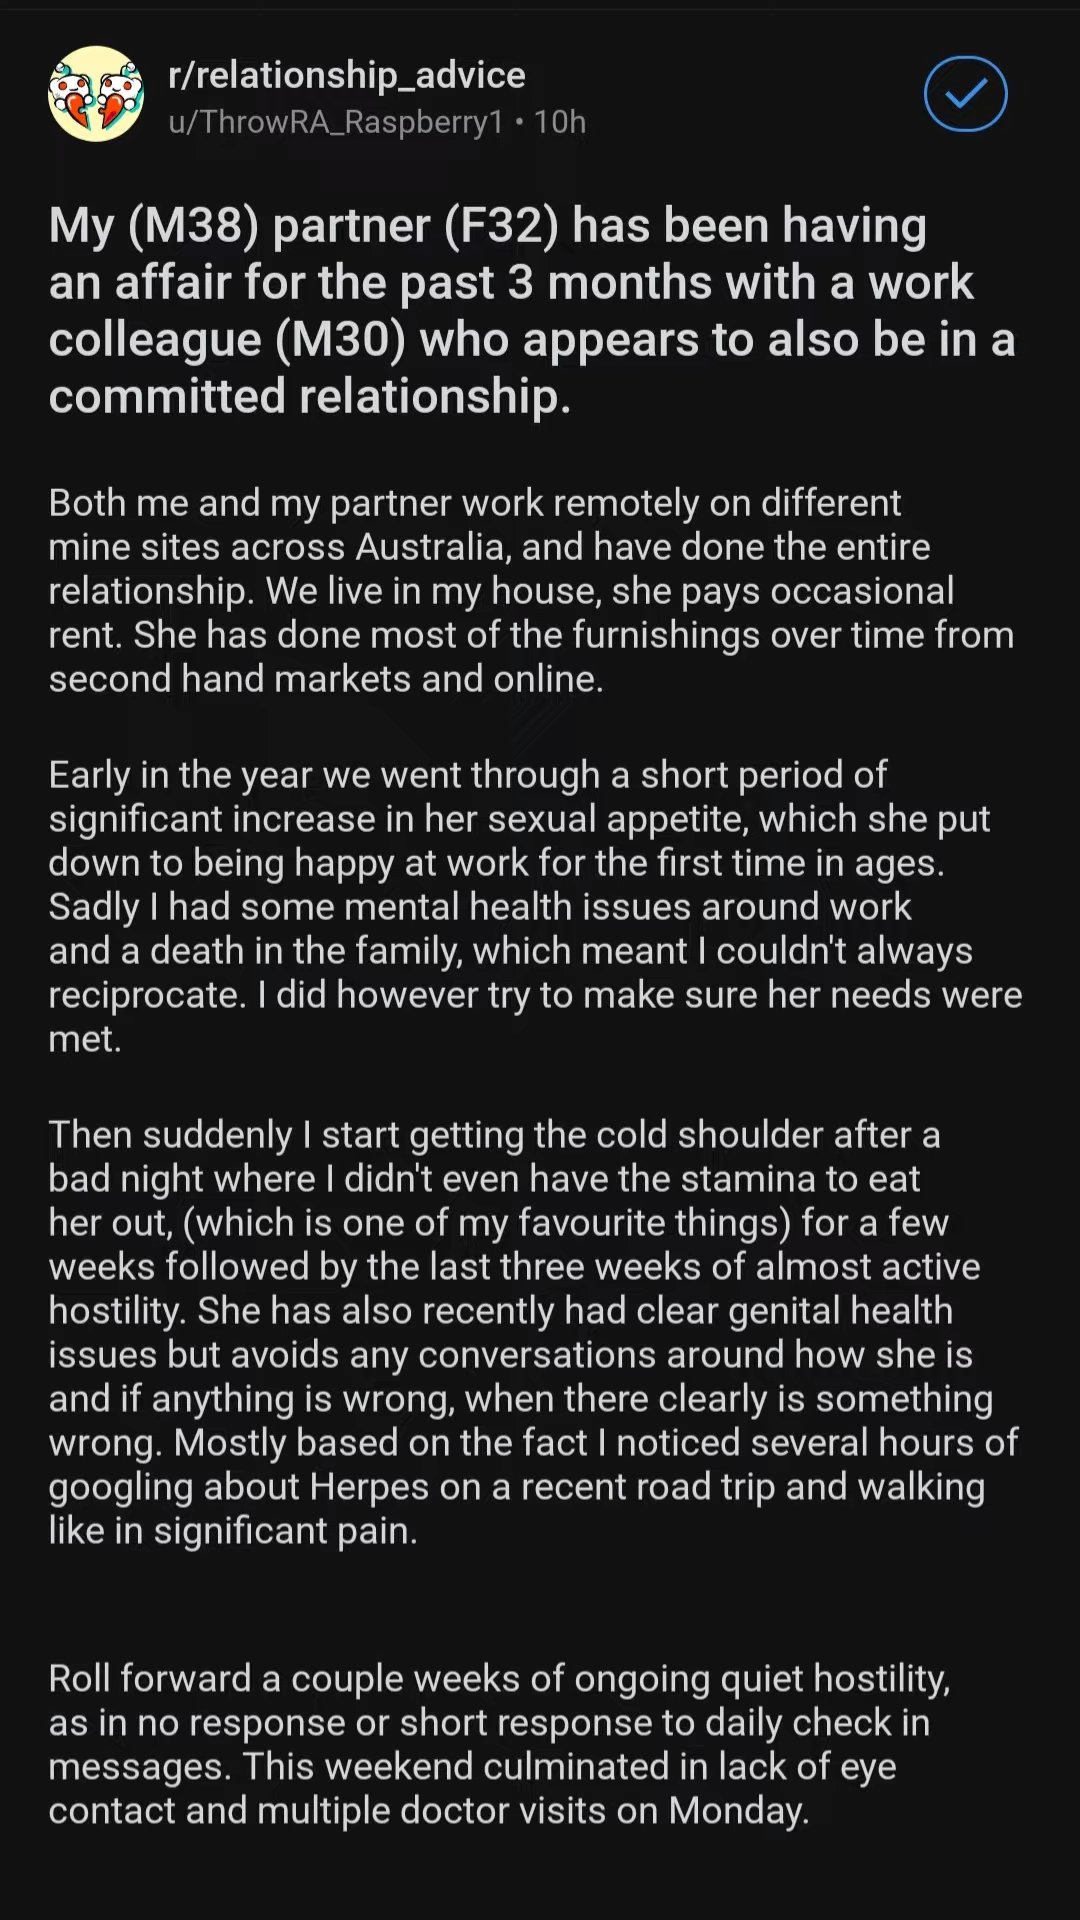 r/relationship_advice
u/ThrowRA_Raspberry1 • 10h
My (M38) partner (F32) has been having
an affair for the past 3 months with a work
colleague (M30) who appears to also be in a
committed relationship.
Both me and my partner work remotely on different
mine sites across Australia, and have done the entire
relationship. We live in my house, she pays occasional
rent. She has done most of the furnishings over time from
second hand markets and online.
Early in the year we went through a short period of
significant increase in her sexual appetite, which she put
down to being happy at work for the first time in ages.
Sadly I had some mental health issues around work
and a death in the family, which meant I couldn't always
reciprocate. I did however try to make sure her needs were
met.
Then suddenly I start getting the cold shoulder after a
bad night where I didn't even have the stamina to eat
her out, (which is one of my favourite things) for a few
weeks followed by the last three weeks of almost active
hostility. She has also recently had clear genital health
issues but avoids any conversations around how she is
and if anything is wrong, when there clearly is something
wrong. Mostly based on the fact I noticed several hours of
googling about Herpes on a recent road trip and walking
like in significant pain.
Roll forward a couple weeks of ongoing quiet hostility,
as in no response or short response to daily check in
messages. This weekend culminated in lack of eye
contact and multiple doctor visits on Monday.